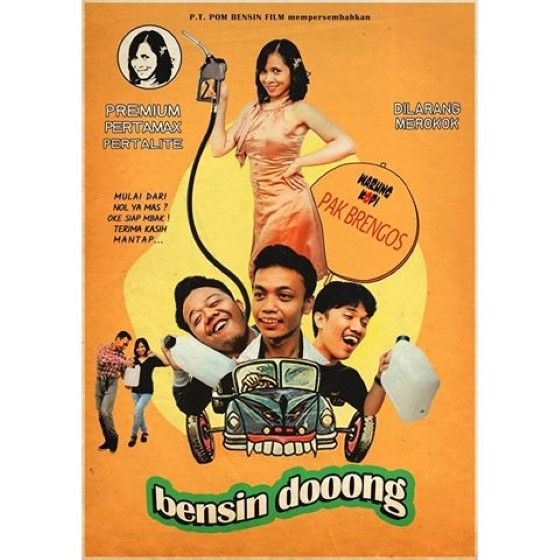 P.T. POM BENSIN FILM mempersembahkan
PREMIUM
PERTAMAX
PERTALITE
DILARANG
MEROKOK
MULAI DARI
NOL YA MAS ?
OKE SIAP MBAK !
TERIMA KASIH
MANTAP...
WARUNG
KOPI
PAK BRENGOS
bensin dooong